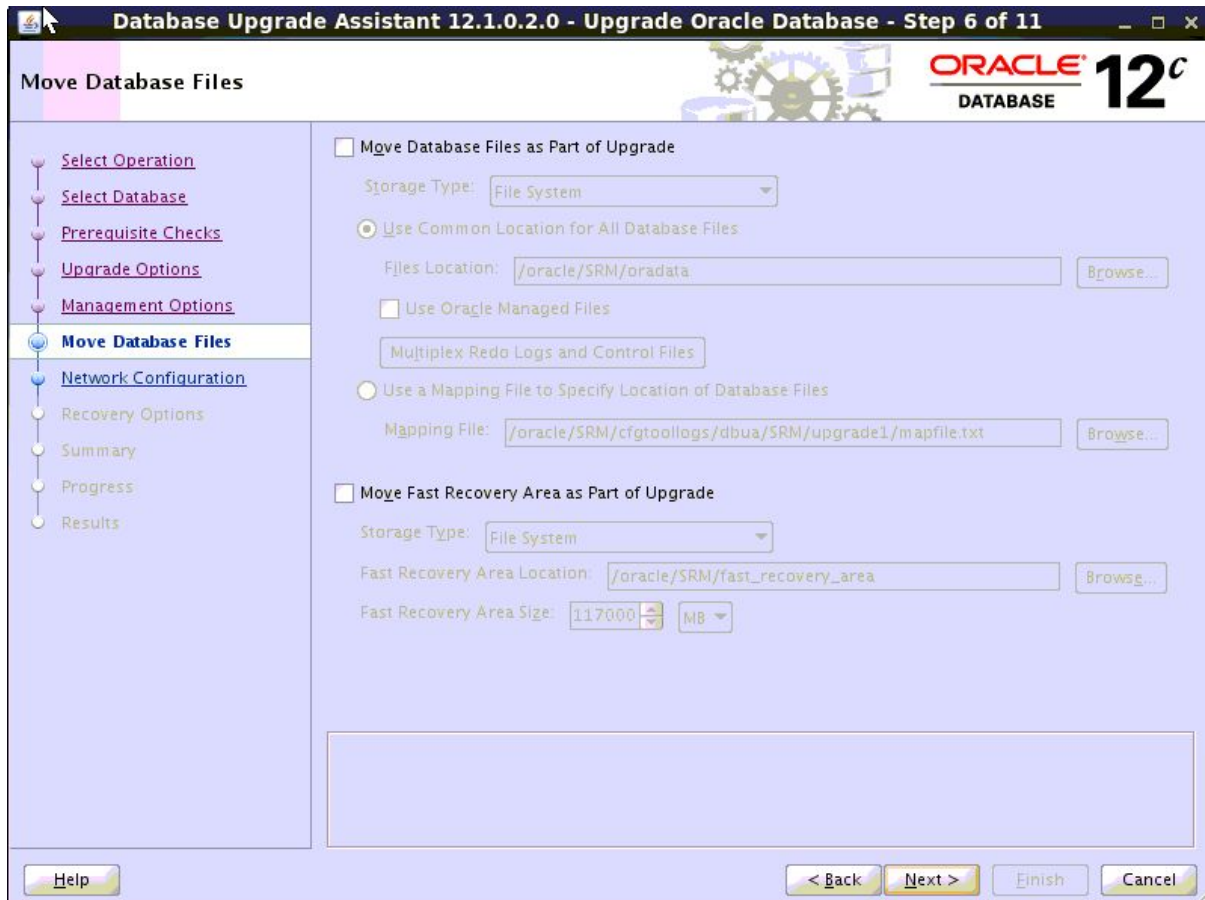 Database Upgrade Assistant 12.1.0.2.0 - Upgrade Oracle Database - Step 6 of 11
Move Database Files
ORACLE
DATABASE
12c
Select Operation
Select Database
Prerequisite Checks
Upgrade Options
Management Options
Move Database Files
Network Configuration
Recovery Options
Summary
Progress
Results
Move Database Files as Part of Upgrade
Storage Type: File System
Use Common Location for All Database Files
Files Location: /oracle/SRM/oradata Browse...
Use Oracle Managed Files
Multiplex Redo Logs and Control Files
Use a Mapping File to Specify Location of Database Files
Mapping File: /oracle/SRM/cfgtoollogs/dbua/SRM/upgrade1/mapfile.txt Browse...
Move Fast Recovery Area as Part of Upgrade
Storage Type: File System
Fast Recovery Area Location: /oracle/SRM/fast_recovery_area Browse...
Fast Recovery Area Size: 117000 MB
Help < Back Next > Finish Cancel